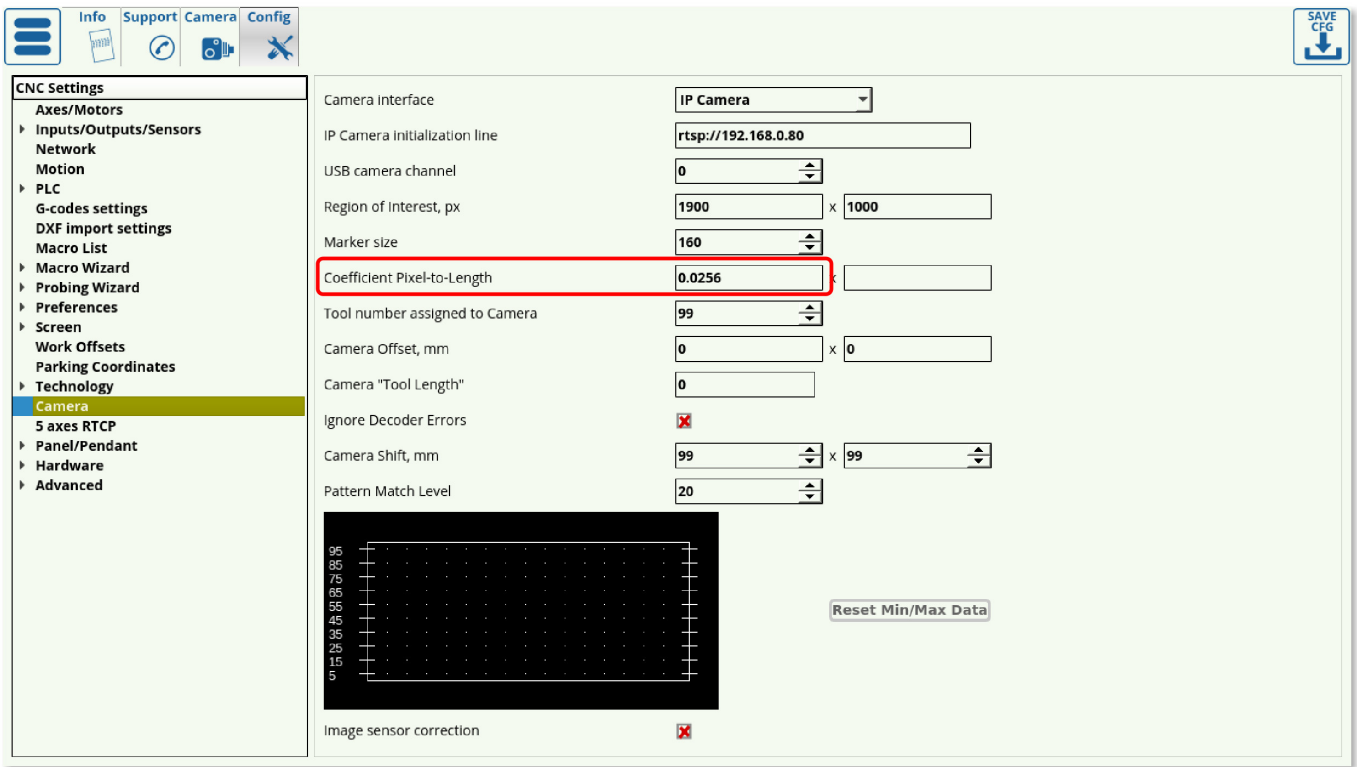 Info Support Camera Config
SAVE CFG
CNC Settings
Axes/Motors
Inputs/Outputs/Sensors
Network
Motion
PLC
G-codes settings
DXF import settings
Macro List
Macro Wizard
Probing Wizard
Preferences
Screen
Work Offsets
Parking Coordinates
Technology
Camera
5 axes RTCP
Panel/Pendant
Hardware
Advanced
Camera interface IP Camera
IP Camera initialization line rtsp://192.168.0.80
USB camera channel 0
Region of Interest, px 1900 x 1000
Marker size 160
Coefficient Pixel-to-Length 0.0256 x
Tool number assigned to Camera 99
Camera Offset, mm 0 x 0
Camera "Tool Length" 0
Ignore Decoder Errors
Camera Shift, mm 99 x 99
Pattern Match Level 20
95
85
75
65
55
45
35
25
15
5
Reset Min/Max Data
Image sensor correction